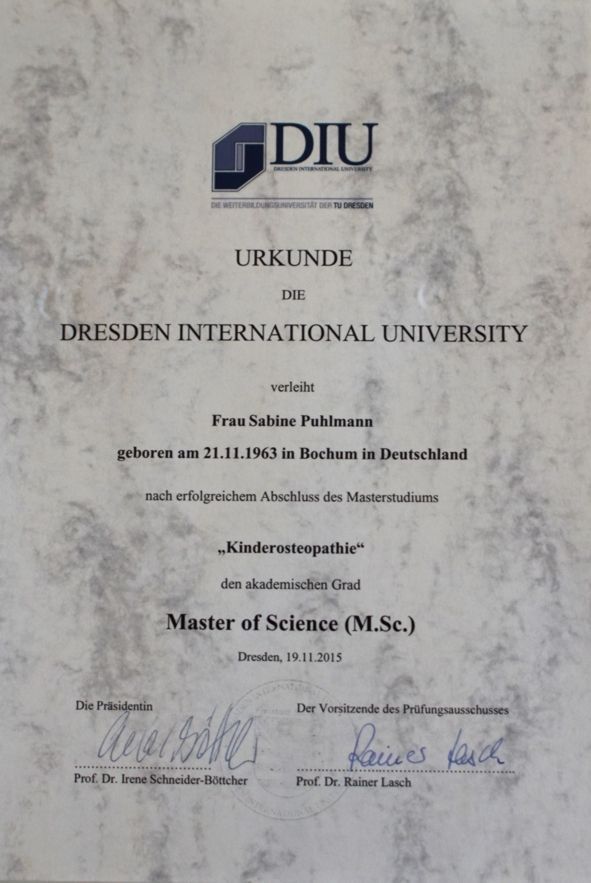 DIU
DRESDEN INTERNATIONAL UNIVERSITY
DIE WEITERBILDUNGSUNIVERSITÄT DER TU DRESDEN
URKUNDE
DIE
DRESDEN INTERNATIONAL UNIVERSITY
verleiht
Frau Sabine Puhlmann
geboren am 21.11.1963 in Bochum in Deutschland
nach erfolgreichem Abschluss des Masterstudiums
„Kinderosteopathie“
den akademischen Grad
Master of Science (M.Sc.)
Dresden, 19.11.2015
Die Präsidentin
Der Vorsitzende des Prüfungsausschusses
Rainer Lasch
Prof. Dr. Irene Schneider-Böttcher
Prof. Dr. Rainer Lasch